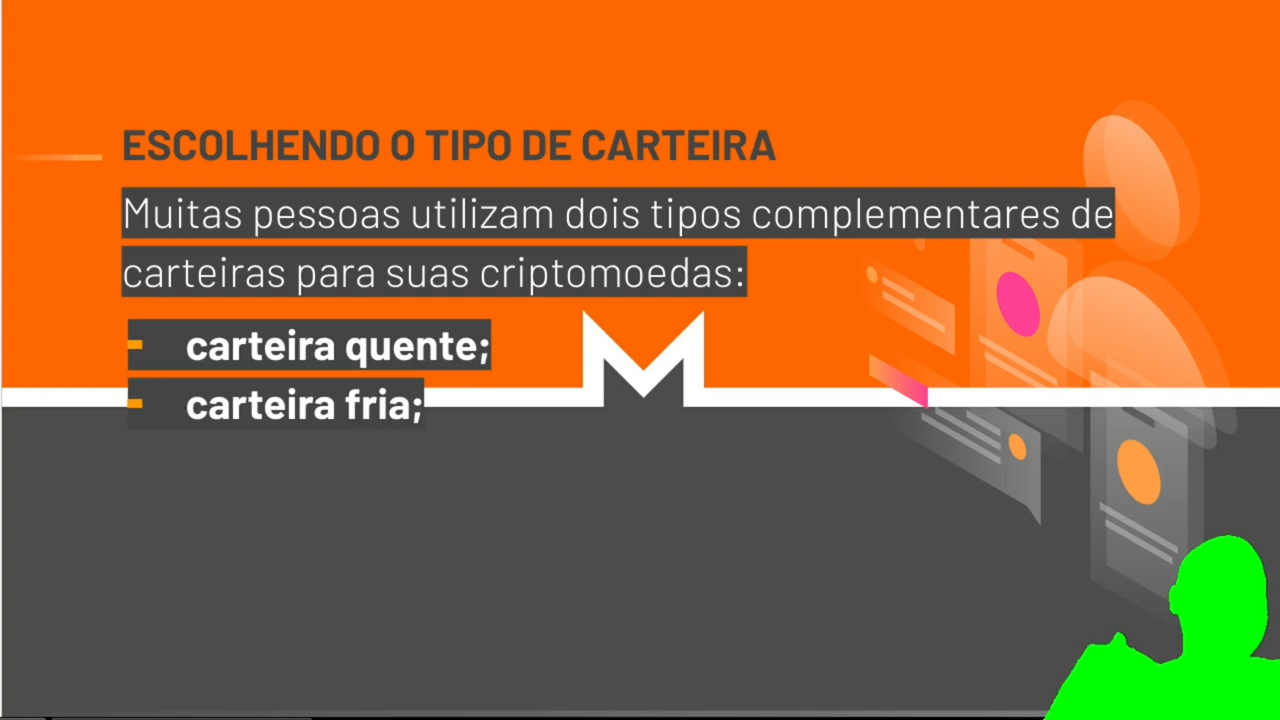 ESCOLHENDO O TIPO DE CARTEIRA
Muitas pessoas utilizam dois tipos complementares de
carteiras para suas criptomoedas:
- carteira quente;
- carteira fria;